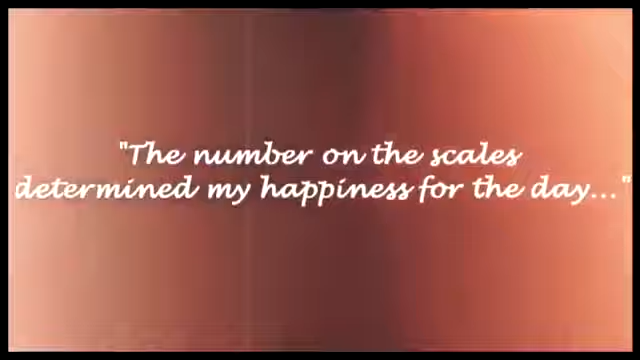 "The number on the scales
determined my happiness for the day..."